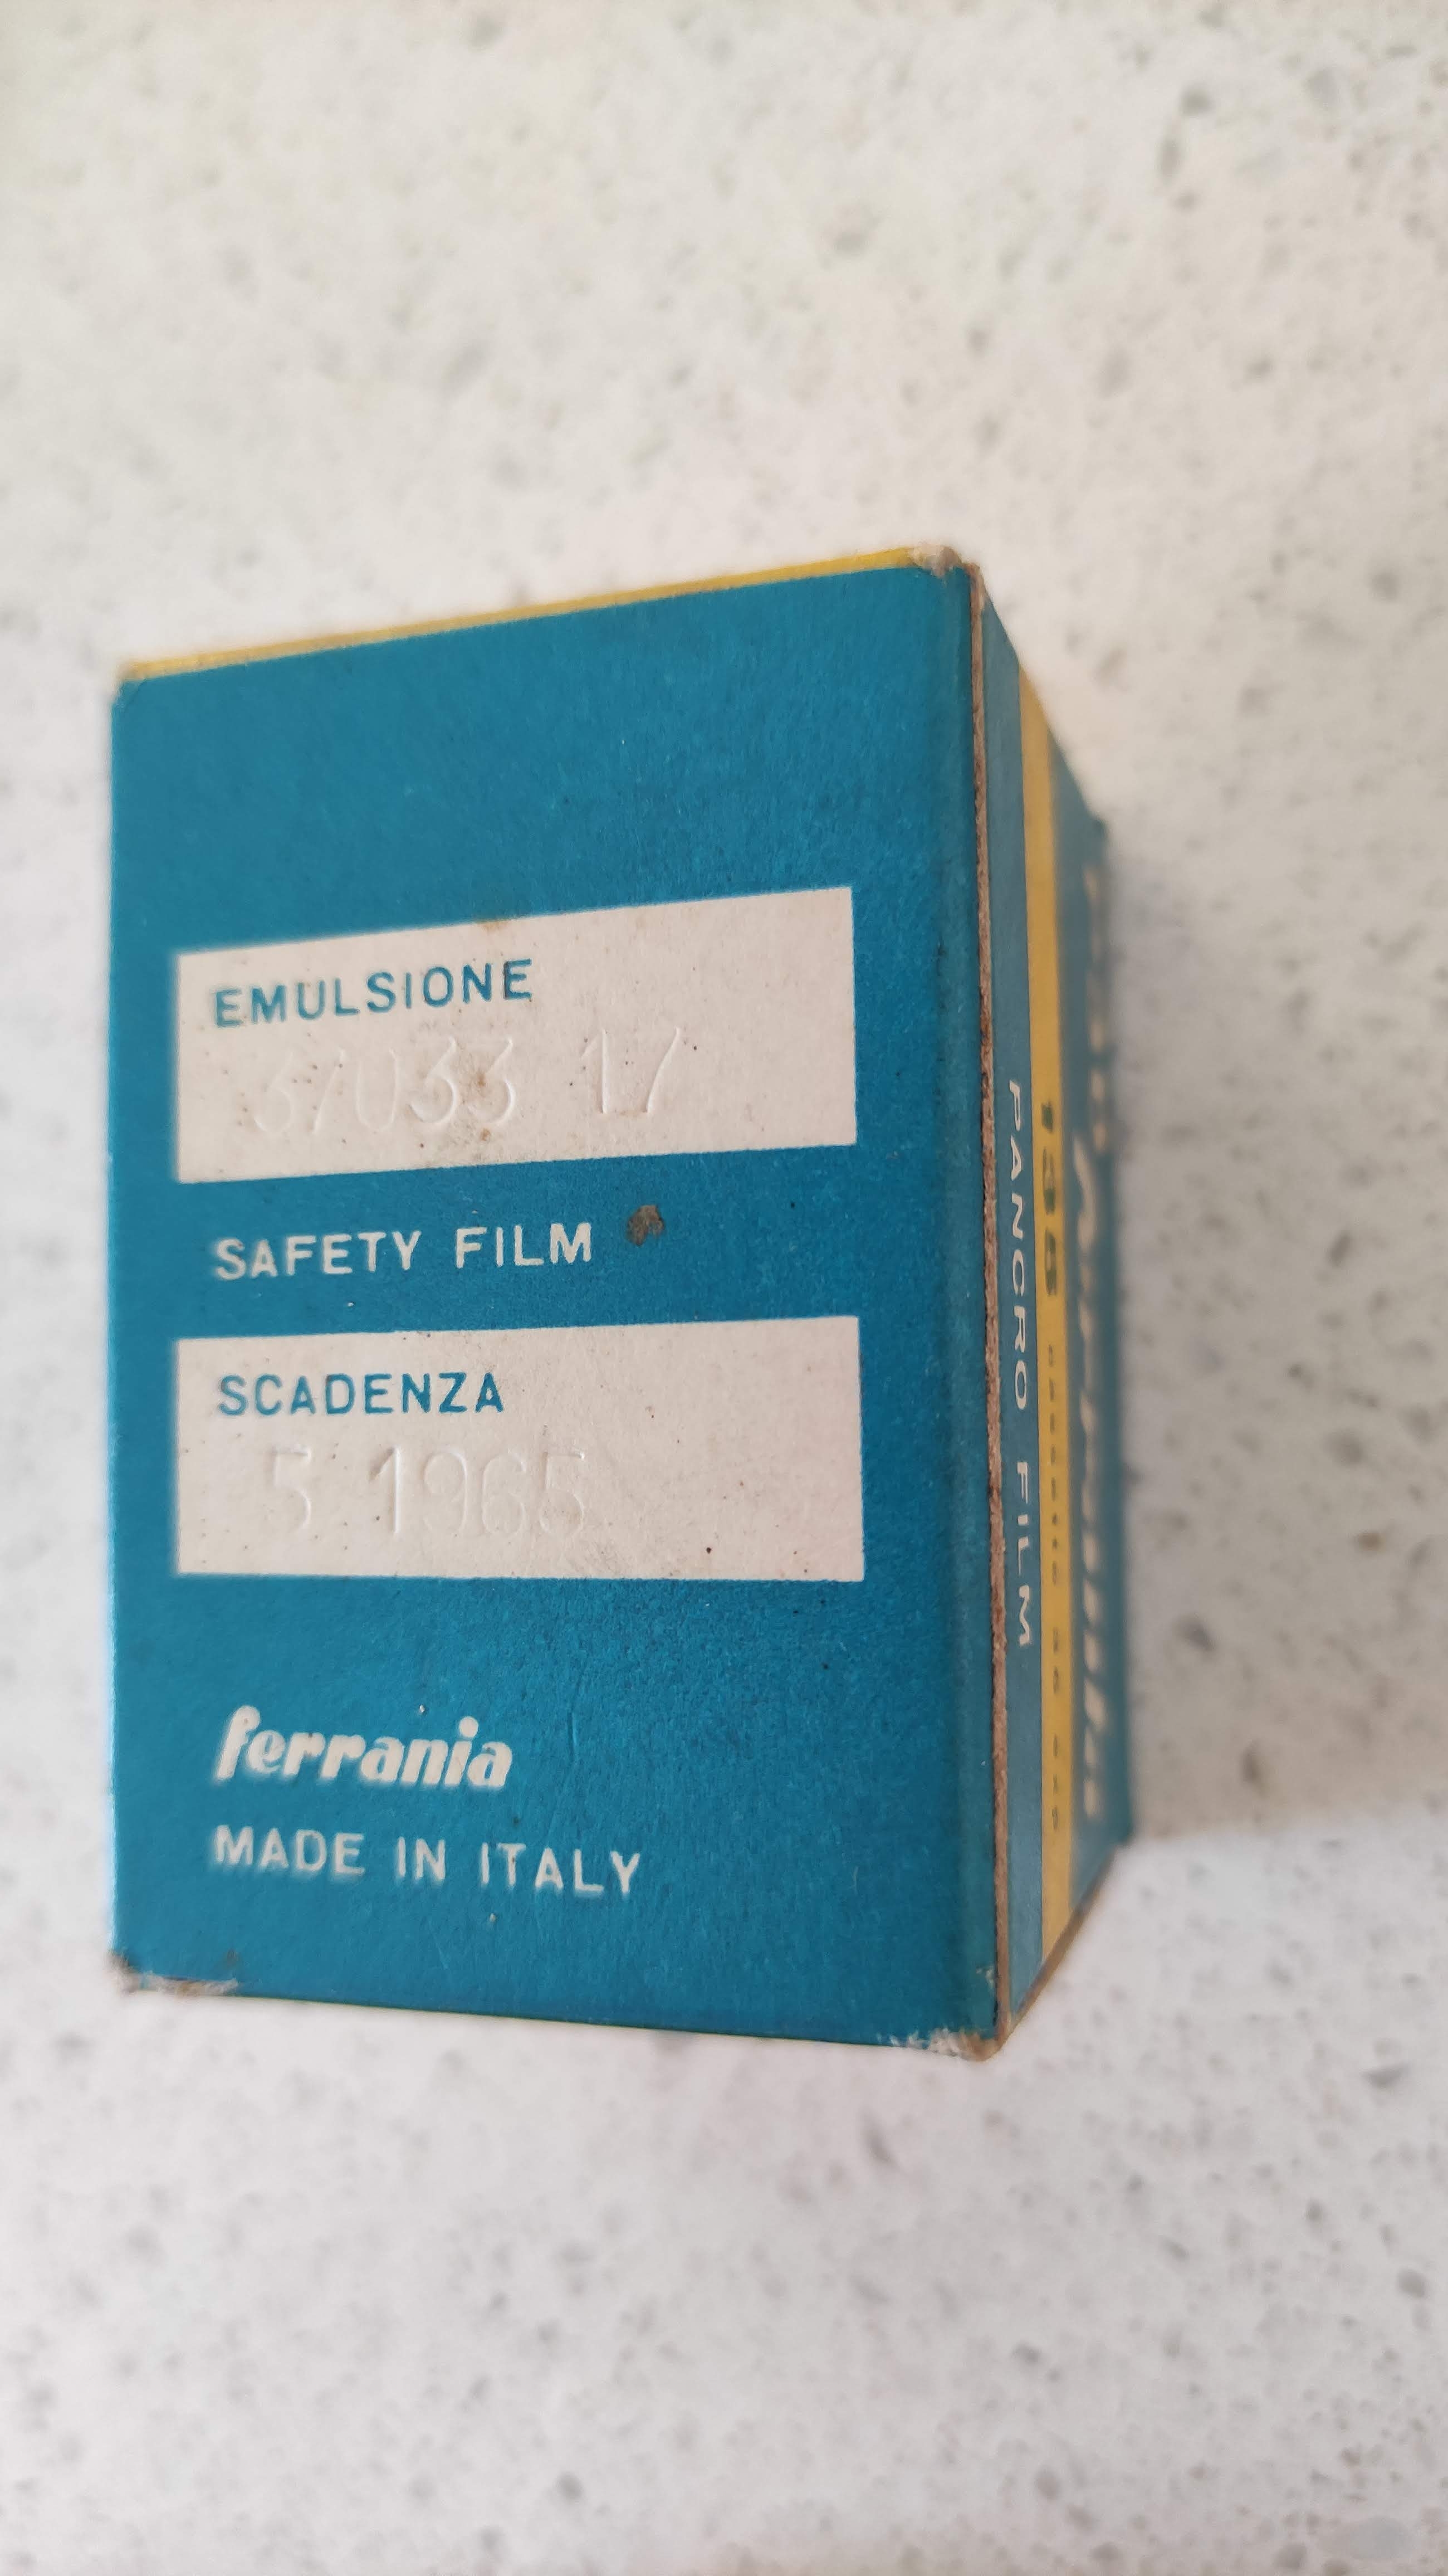 EMULSIONE
37033 17
SAFETY FILM
SCADENZA
5 1965
ferrania
MADE IN ITALY
PANCRO FILM
135